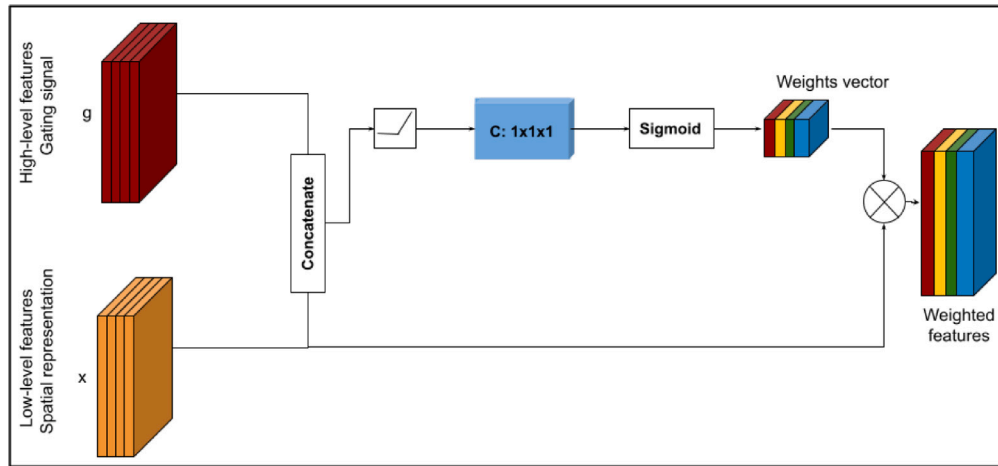 High-level features
Gating signal
g
Concatenate
C: 1x1x1
Sigmoid
Weights vector
Weighted
features
Low-level features
Spatial representation
x